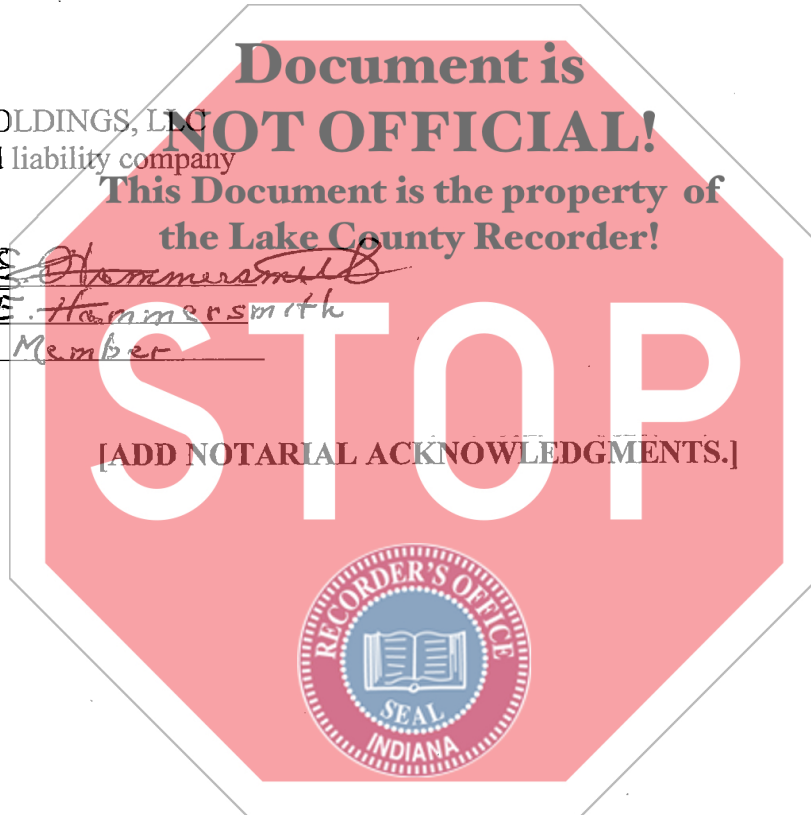 Document is
OLDINGS, LLC
NOT OFFICIAL!
liability company
This Document is the property of
the Lake County Recorder!
Hammersmith
E. Hammersmith
Member
STOP
[ADD NOTARIAL ACKNOWLEDGMENTS.]
RECORDER'S OFFICE
SEAL
INDIANA